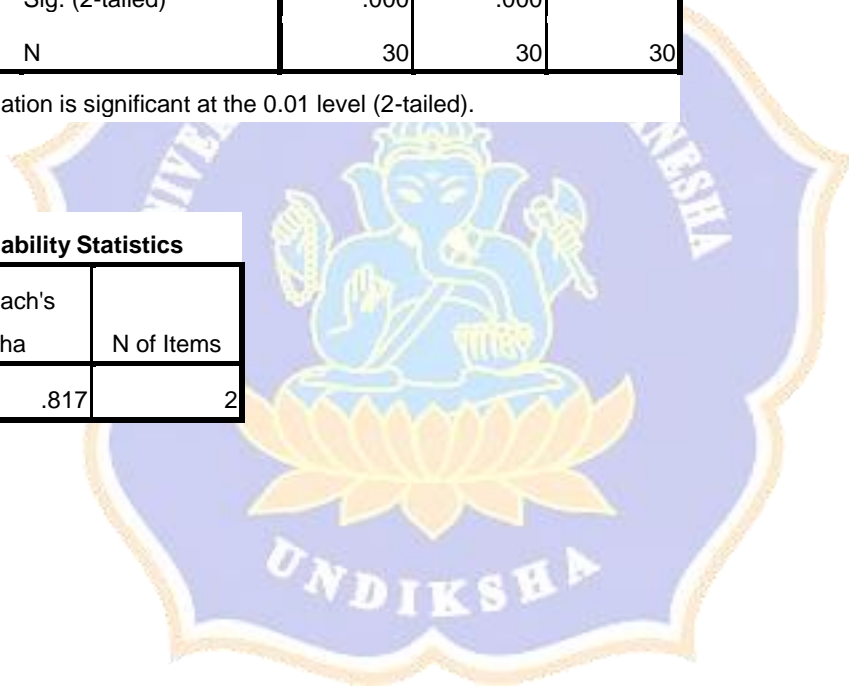 Sig. (2-tailed) .000 .000
N 30 30 30
ation is significant at the 0.01 level (2-tailed).
ability Statistics
ach's
ha N of Items
.817 2
UNDIKSHA